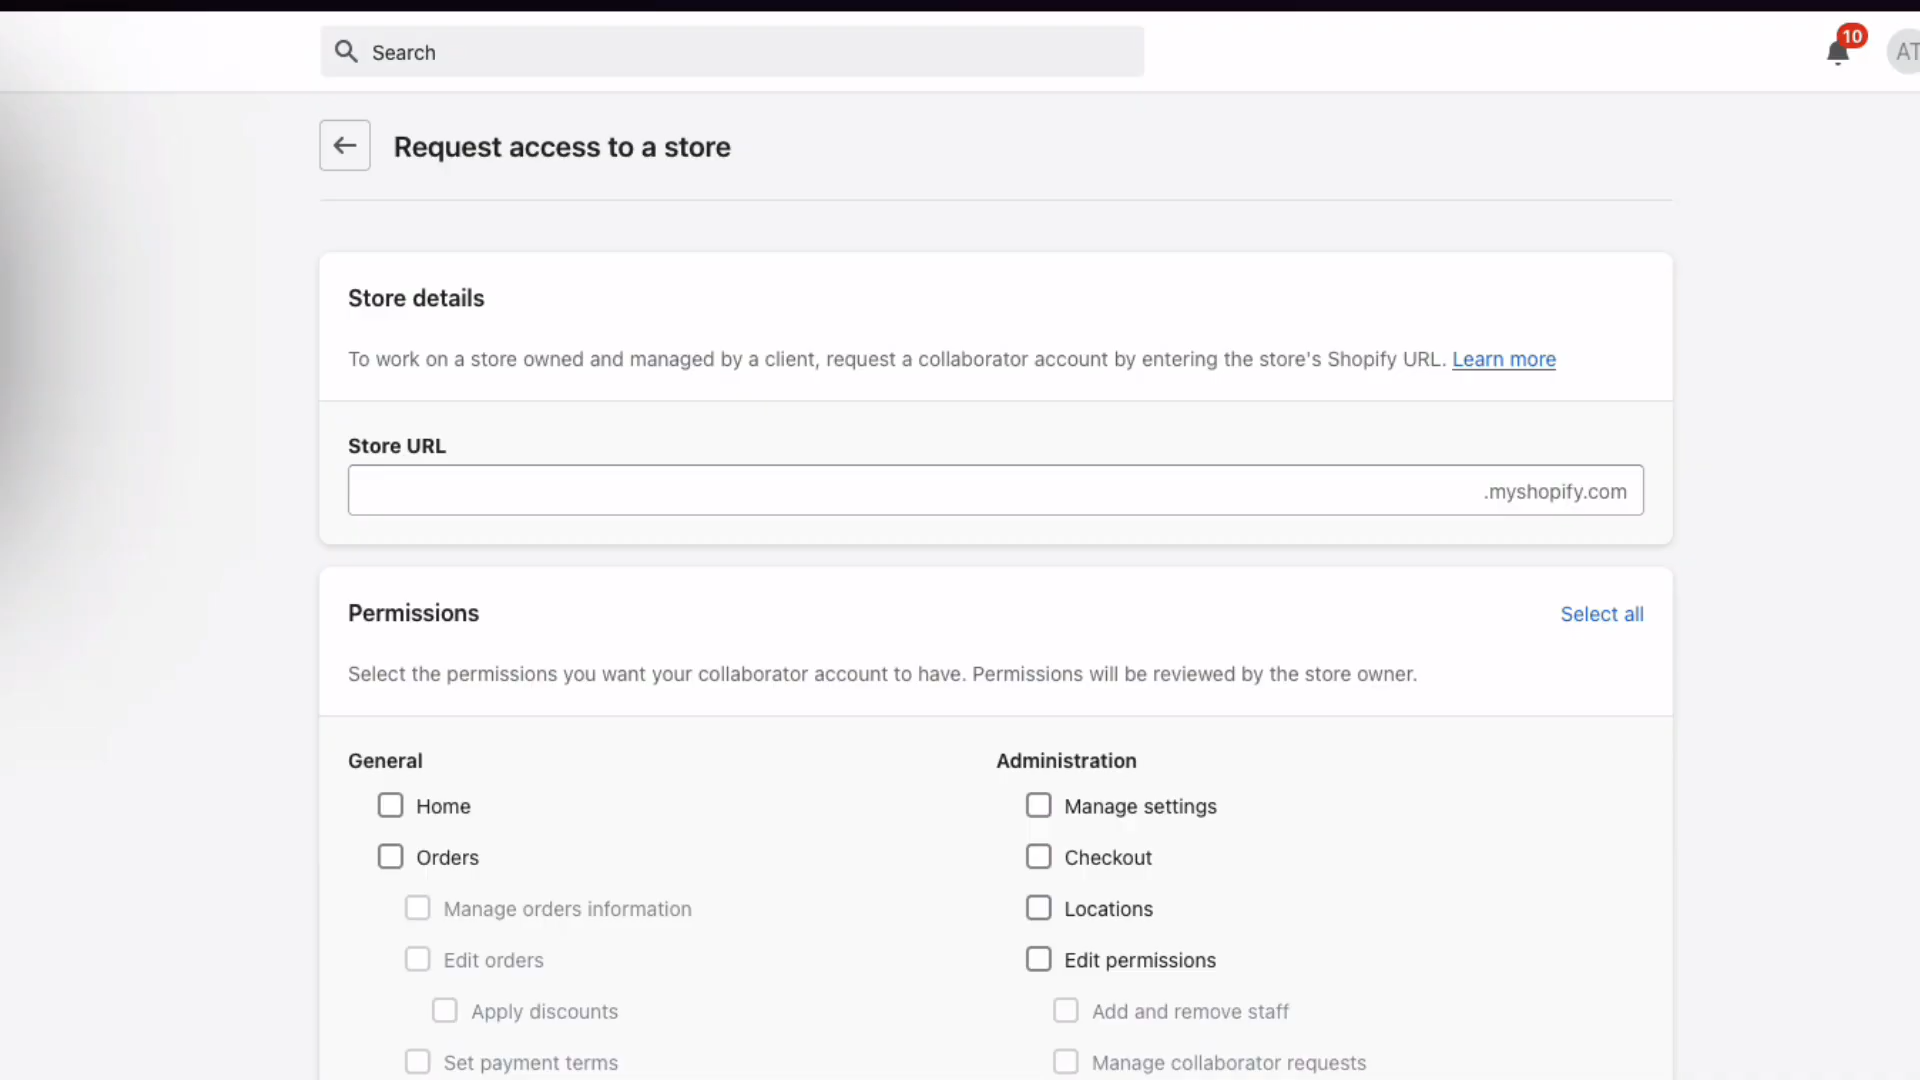 Search
10
AT
Request access to a store
Store details
To work on a store owned and managed by a client, request a collaborator account by entering the store's Shopify URL. Learn more
Store URL
.myshopify.com
Permissions
Select all
Select the permissions you want your collaborator account to have. Permissions will be reviewed by the store owner.
General
Home
Orders
Manage orders information
Edit orders
Apply discounts
Set payment terms
Administration
Manage settings
Checkout
Locations
Edit permissions
Add and remove staff
Manage collaborator requests